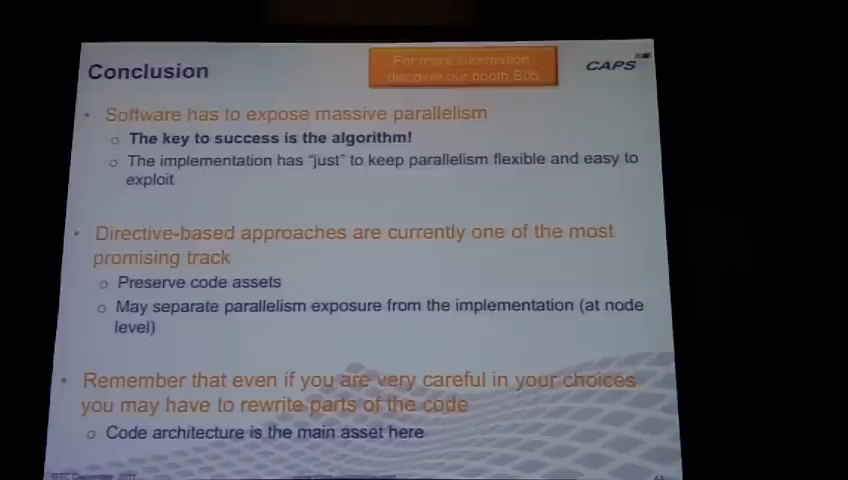 Conclusion
For more information
discover our booth B05
CAPS
• Software has to expose massive parallelism
o The key to success is the algorithm!
o The implementation has "just" to keep parallelism flexible and easy to
exploit
• Directive-based approaches are currently one of the most
promising track
o Preserve code assets
o May separate parallelism exposure from the implementation (at node
level)
• Remember that even if you are very careful in your choices
you may have to rewrite parts of the code
o Code architecture is the main asset here